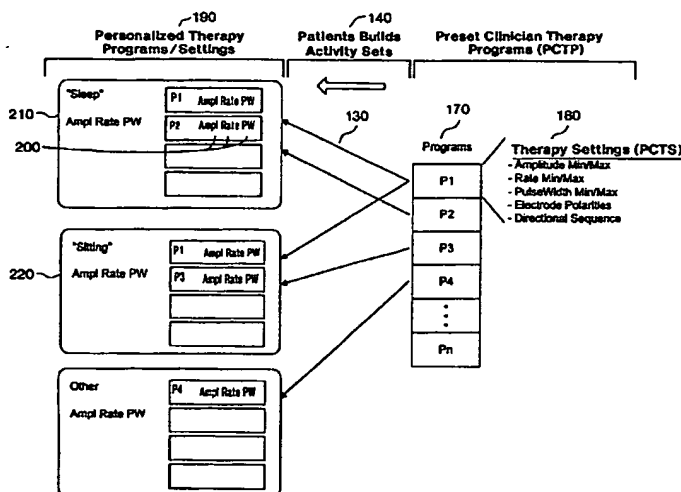 190
140
Personalized Therapy
Programs/Settings
Patients Builds
Activity Sets
Preset Clinician Therapy
Programs (PCTP)
210
"Sleep"
Ampl Rate PW
P1 Ampl Rate PW
P2 Ampl Rate PW
200
130
170
Programs
180
Therapy Settings (PCTS)
- Amplitude Min/Max
- Rate Min/Max
- PulseWidth Min/Max
- Electrode Polarities
- Directional Sequence
P1
P2
P3
P4
Pn
220
"Sitting"
Ampl Rate PW
P1 Ampl Rate PW
P3 Ampl Rate PW
Other
Ampl Rate PW
P4 Ampl Rate PW